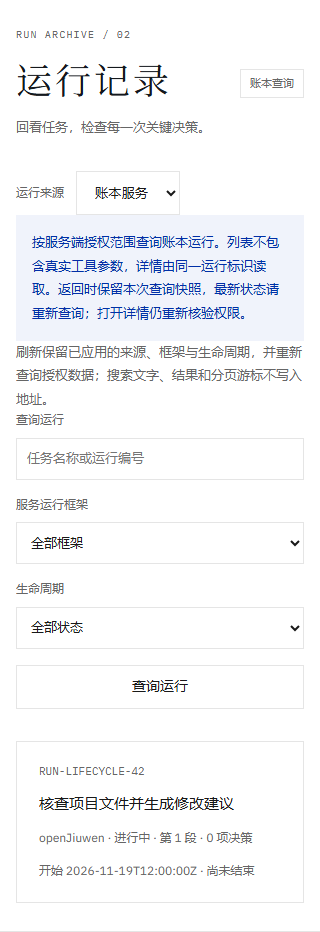 RUN ARCHIVE / 02
运行记录
账本查询
回看任务，检查每一次关键决策。
运行来源
账本服务
按服务端授权范围查询账本运行。列表不包
含真实工具参数，详情由同一运行标识读
取。返回时保留本次查询快照，最新状态请
重新查询；打开详情仍重新核验权限。
刷新保留已应用的来源、框架与生命周期，并重新
查询授权数据；搜索文字、结果和分页游标不写入
地址。
查询运行
任务名称或运行编号
服务运行框架
全部框架
生命周期
全部状态
查询运行
RUN-LIFECYCLE-42
核查项目文件并生成修改建议
openJiuwen · 进行中 · 第 1 段 · 0 项决策
开始 2026-11-19T12:00:00Z · 尚未结束